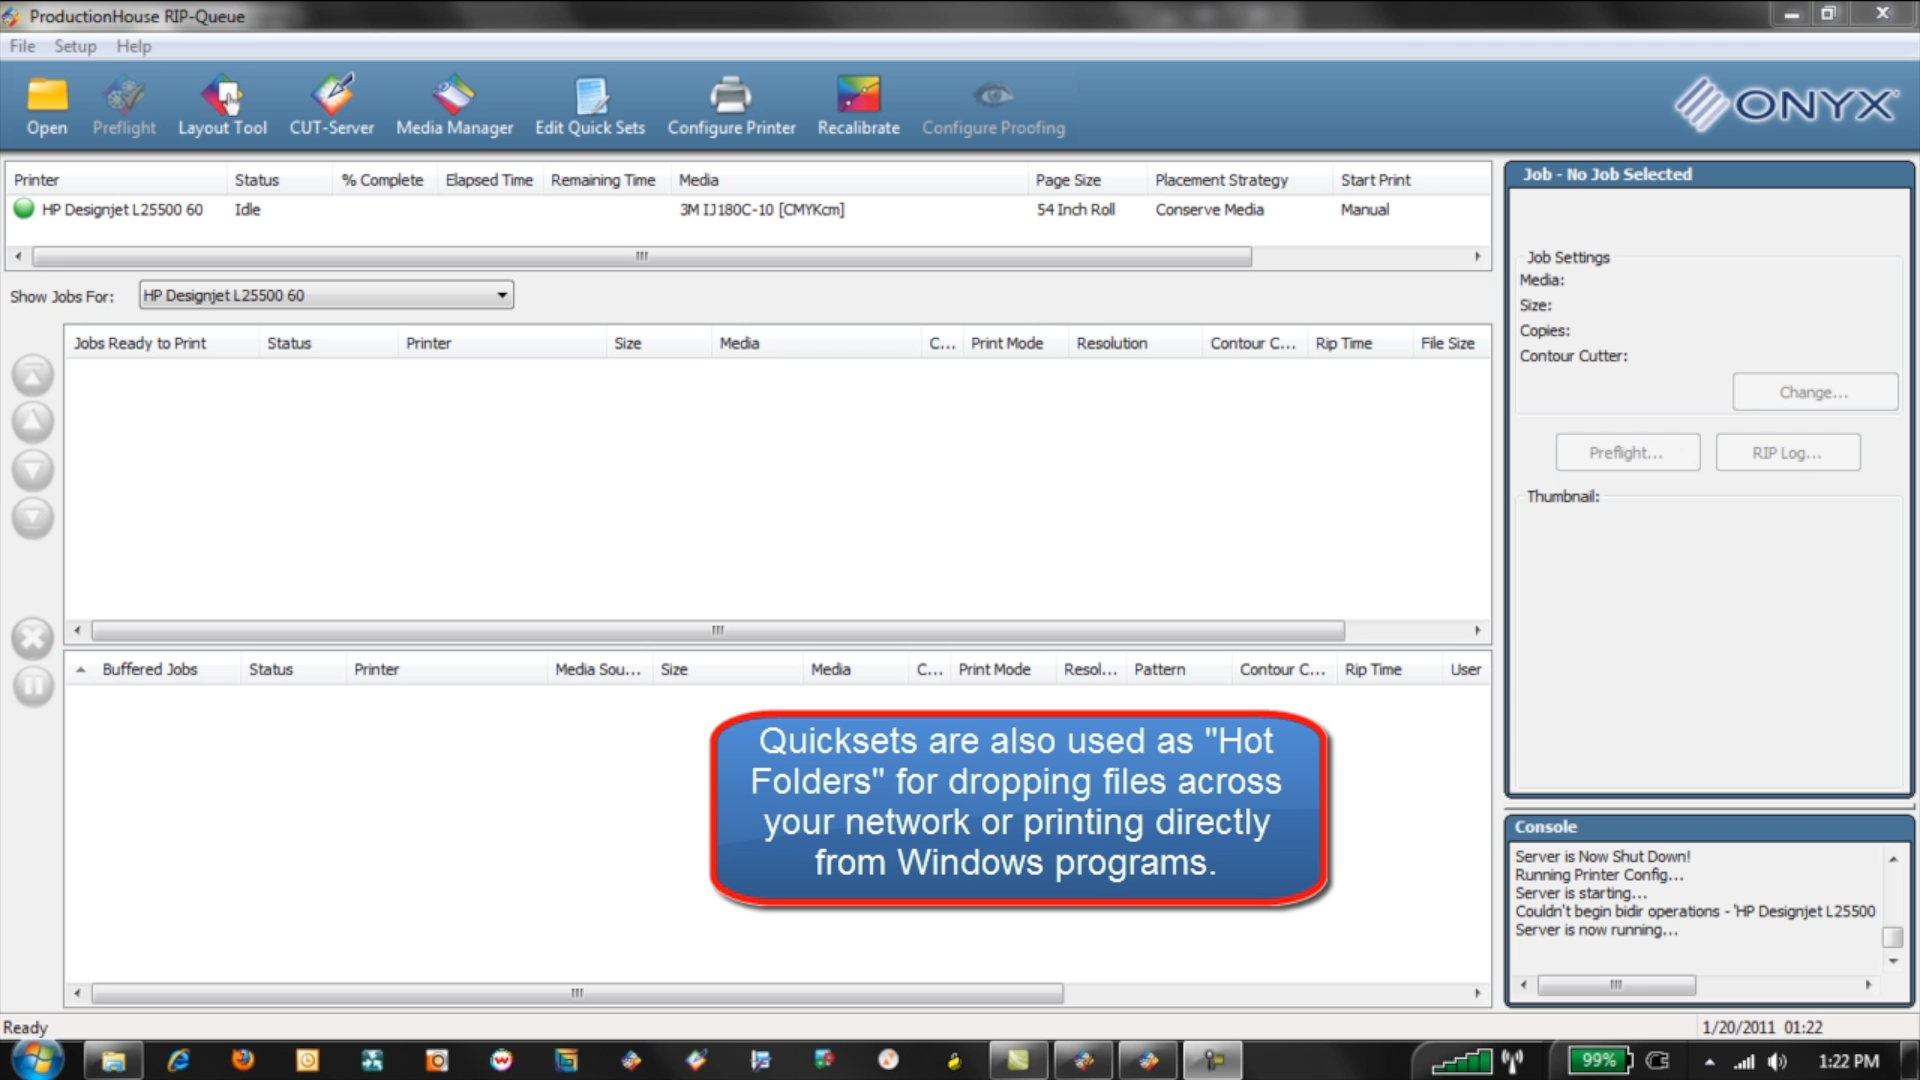 ProductionHouse RIP-Queue
File Setup Help
Open Preflight Layout Tool CUT-Server Media Manager Edit Quick Sets Configure Printer Recalibrate Configure Proofing
ONYX
Printer Status % Complete Elapsed Time Remaining Time Media Page Size Placement Strategy Start Print
HP Designjet L25500 60 Idle 3M IJ180C-10 [CMYKcm] 54 Inch Roll Conserve Media Manual
Show Jobs For: HP Designjet L25500 60
Jobs Ready to Print Status Printer Size Media C... Print Mode Resolution Contour C... Rip Time File Size
Buffered Jobs Status Printer Media Sou... Size Media C... Print Mode Resol... Pattern Contour C... Rip Time User
Quicksets are also used as "Hot
Folders" for dropping files across
your network or printing directly
from Windows programs.
Job - No Job Selected
Job Settings
Media:
Size:
Copies:
Contour Cutter:
Change...
Preflight... RIP Log...
Thumbnail:
Console
Server is Now Shut Down!
Running Printer Config...
Server is starting...
Couldn't begin bidir operations - 'HP Designjet L25500
Server is now running...
Ready 1/20/2011 01:22
99% 1:22 PM